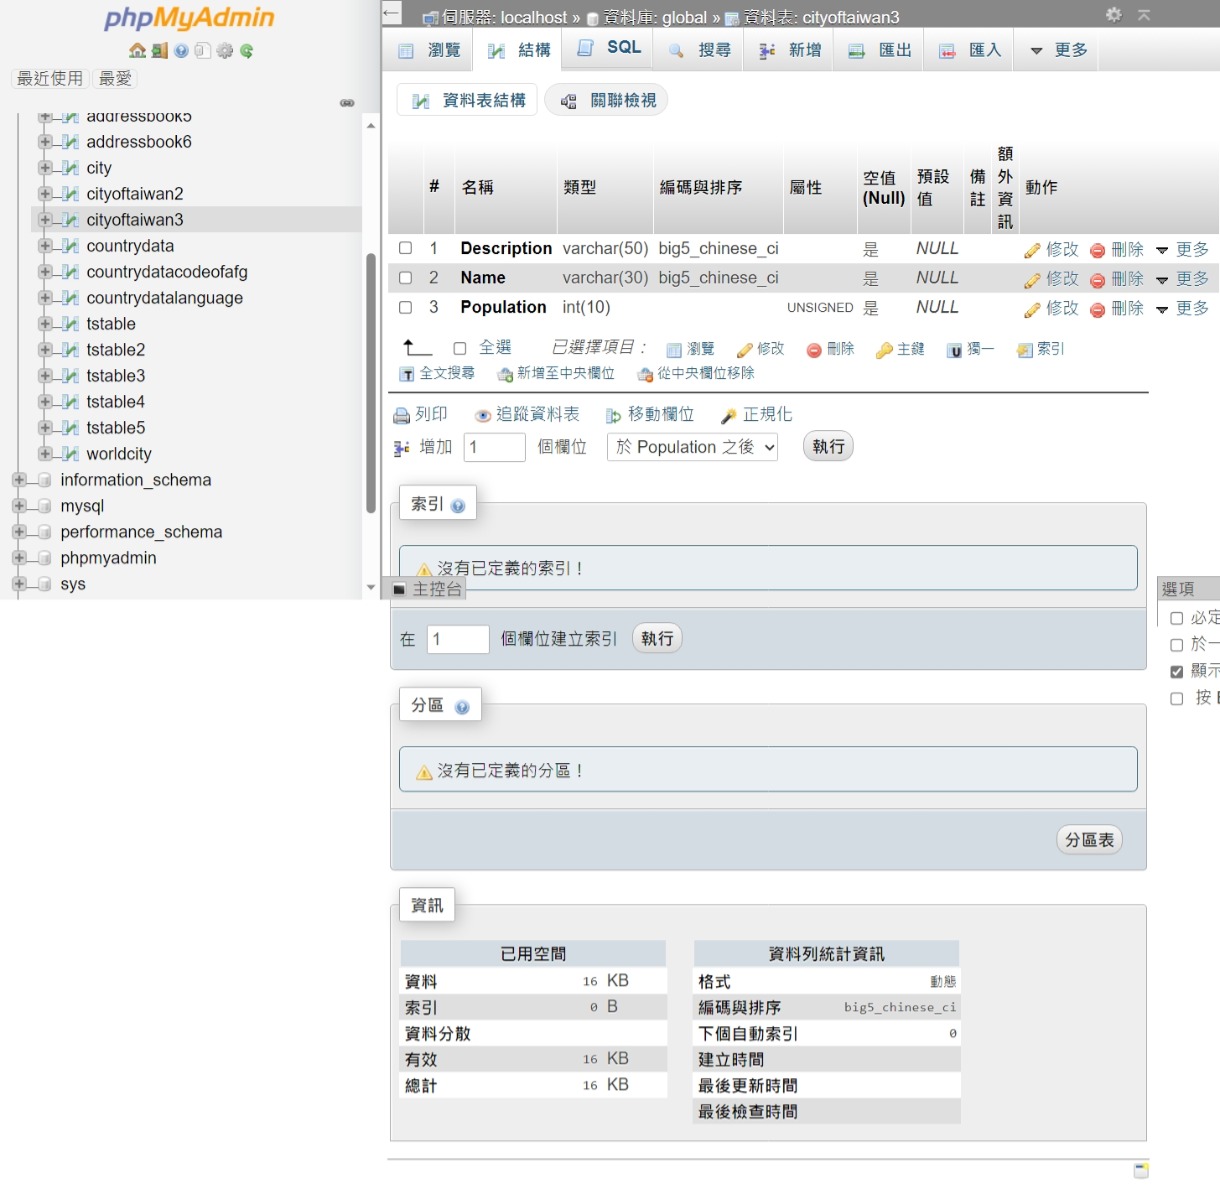 phpMyAdmin
最近使用 最愛
addressbook5
addressbook6
city
cityoftaiwan2
cityoftaiwan3
countrydata
countrydatacodeofafg
countrydatalanguage
tstable
tstable2
tstable3
tstable4
tstable5
worldcity
information_schema
mysql
performance_schema
phpmyadmin
sys
伺服器: localhost » 資料庫: global » 資料表: cityoftaiwan3
瀏覽 結構 SQL 搜尋 新增 匯出 匯入 更多
資料表結構 關聯檢視
# 名稱 類型 編碼與排序 屬性 空值(Null) 預設值 備註 額外資訊 動作
1 Description varchar(50) big5_chinese_ci 是 NULL 修改 刪除 更多
2 Name varchar(30) big5_chinese_ci 是 NULL 修改 刪除 更多
3 Population int(10) UNSIGNED 是 NULL 修改 刪除 更多
全選 已選擇項目： 瀏覽 修改 刪除 主鍵 獨一 索引
全文搜尋 新增至中央欄位 從中央欄位移除
列印 追蹤資料表 移動欄位 正規化
增加 1 個欄位 於 Population 之後 執行
索引
沒有已定義的索引！
主控台
在 1 個欄位建立索引 執行
分區
沒有已定義的分區！
分區表
資訊
已用空間
資料 16 KB
索引 0 B
資料分散
有效 16 KB
總計 16 KB
資料列統計資訊
格式 動態
編碼與排序 big5_chinese_ci
下個自動索引 0
建立時間
最後更新時間
最後檢查時間
選項
必定
於一
顯示
按